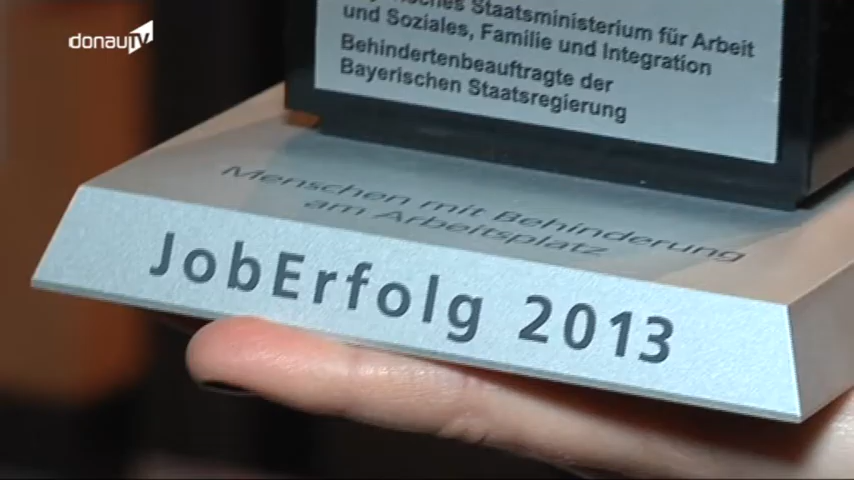 donauTV
Staatsministerium für Arbeit
und Soziales, Familie und Integration
Behindertenbeauftragte der
Bayerischen Staatsregierung
Menschen mit Behinderung
am Arbeitsplatz
JobErfolg 2013